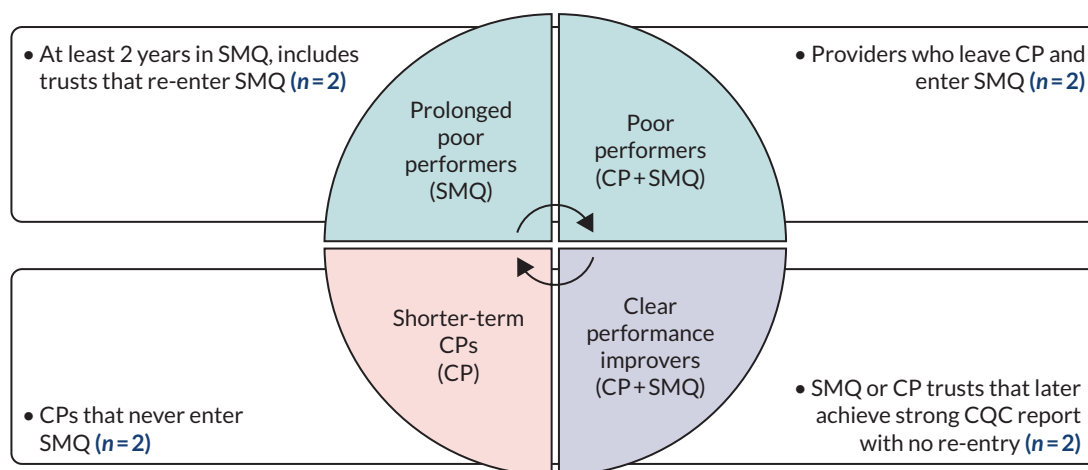 • At least 2 years in SMQ, includes
trusts that re-enter SMQ (n=2)
Prolonged
poor
performers
(SMQ)
Poor
performers
(CP+SMQ)
• Providers who leave CP and
enter SMQ (n=2)
• CPs that never enter
SMQ (n=2)
Shorter-term
CPs
(CP)
Clear
performance
improvers
(CP+SMQ)
• SMQ or CP trusts that later
achieve strong CQC report
with no re-entry (n=2)